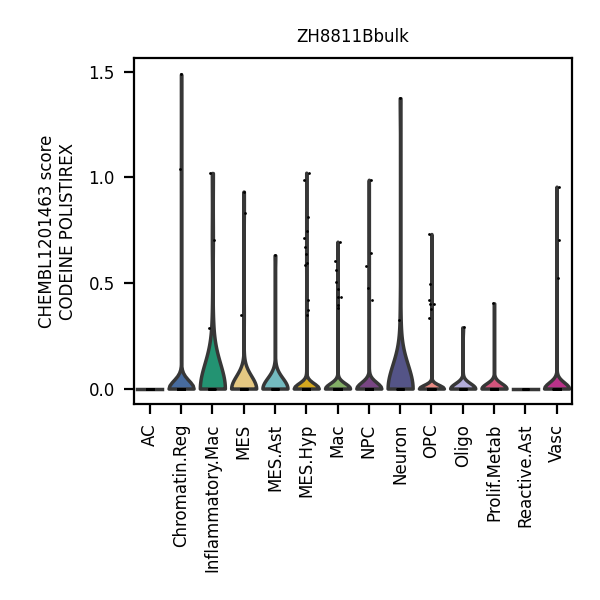 ZH8811Bbulk
CHEMBL1201463 score
CODEINE POLISTIREX
1.5
1.0
0.5
0.0
AC
Chromatin.Reg
Inflammatory.Mac
MES
MES.Ast
MES.Hyp
Mac
NPC
Neuron
OPC
Oligo
Prolif.Metab
Reactive.Ast
Vasc